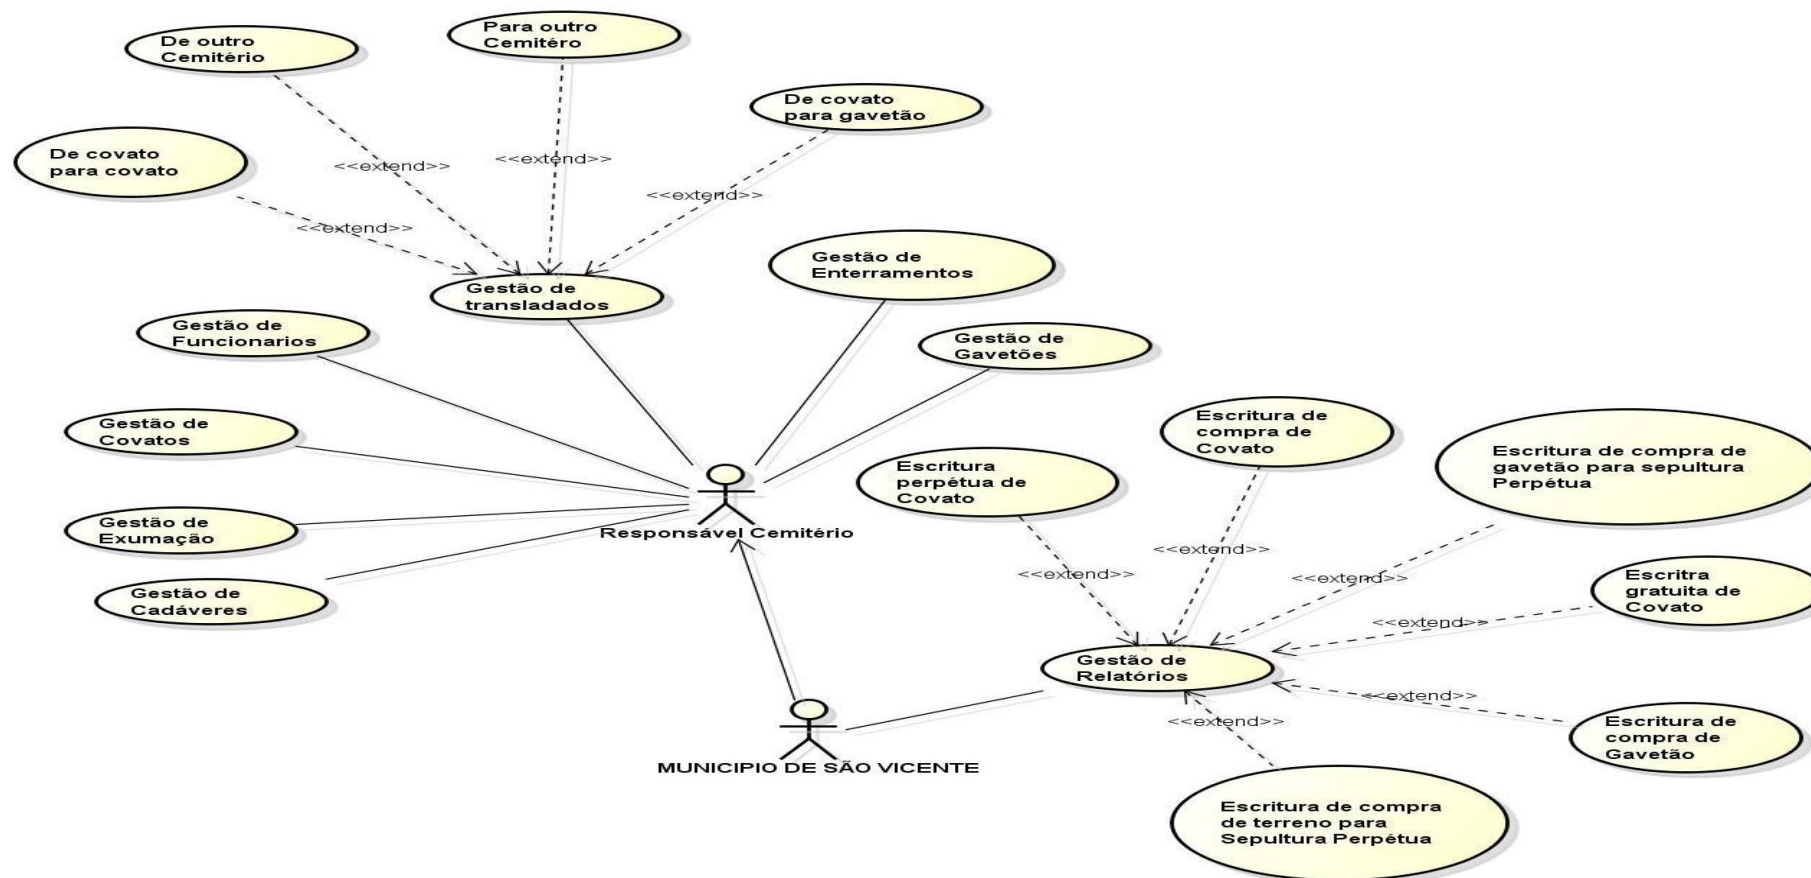 De outro
Cemitério
Para outro
Cemitéro
De covato
para gavetão
De covato
para covato
<<extend>>
<<extend>>
<<extend>>
<<extend>>
Gestão de
Enterramentos
Gestão de
transladados
Gestão de
Funcionarios
Gestão de
Gavetões
Gestão de
Covatos
Gestão de
Exumação
Gestão de
Cadáveres
Responsável Cemitério
Escritura
perpétua de
Covato
Escritura de
compra de
Covato
Escritura de compra de
gavetão para sepultura
Perpétua
<<extend>>
<<extend>>
<<extend>>
<<extend>>
Escritra
gratuita de
Covato
Gestão de
Relatórios
<<extend>>
<<extend>>
Escritura de
compra de
Gavetão
MUNICIPIO DE SÃO VICENTE
Escritura de compra
de terreno para
Sepultura Perpétua